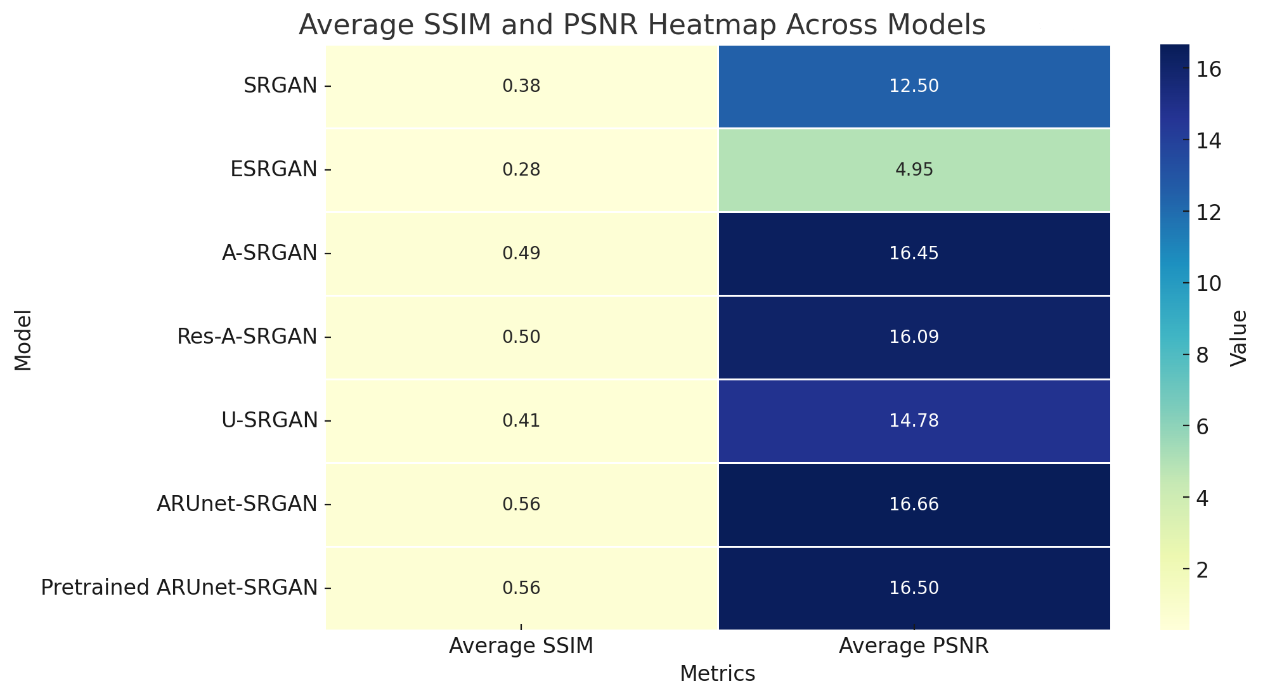 Average SSIM and PSNR Heatmap Across Models
Model
SRGAN 0.38 12.50
ESRGAN 0.28 4.95
A-SRGAN 0.49 16.45
Res-A-SRGAN 0.50 16.09
U-SRGAN 0.41 14.78
ARUnet-SRGAN 0.56 16.66
Pretrained ARUnet-SRGAN 0.56 16.50
Average SSIM Average PSNR
Metrics
16
14
12
10
8
6
4
2
Value